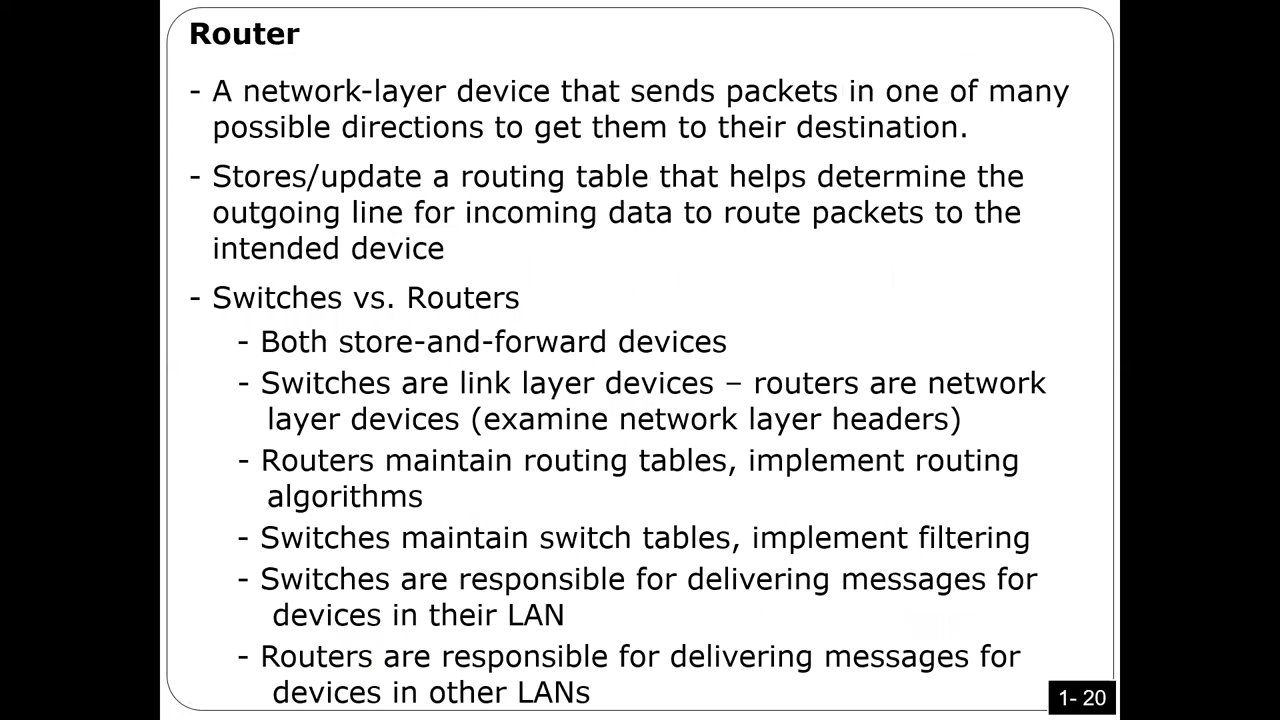 Router
- A network-layer device that sends packets in one of many
possible directions to get them to their destination.
- Stores/update a routing table that helps determine the
outgoing line for incoming data to route packets to the
intended device
- Switches vs. Routers
- Both store-and-forward devices
- Switches are link layer devices – routers are network
layer devices (examine network layer headers)
- Routers maintain routing tables, implement routing
algorithms
- Switches maintain switch tables, implement filtering
- Switches are responsible for delivering messages for
devices in their LAN
- Routers are responsible for delivering messages for
devices in other LANs
1- 20